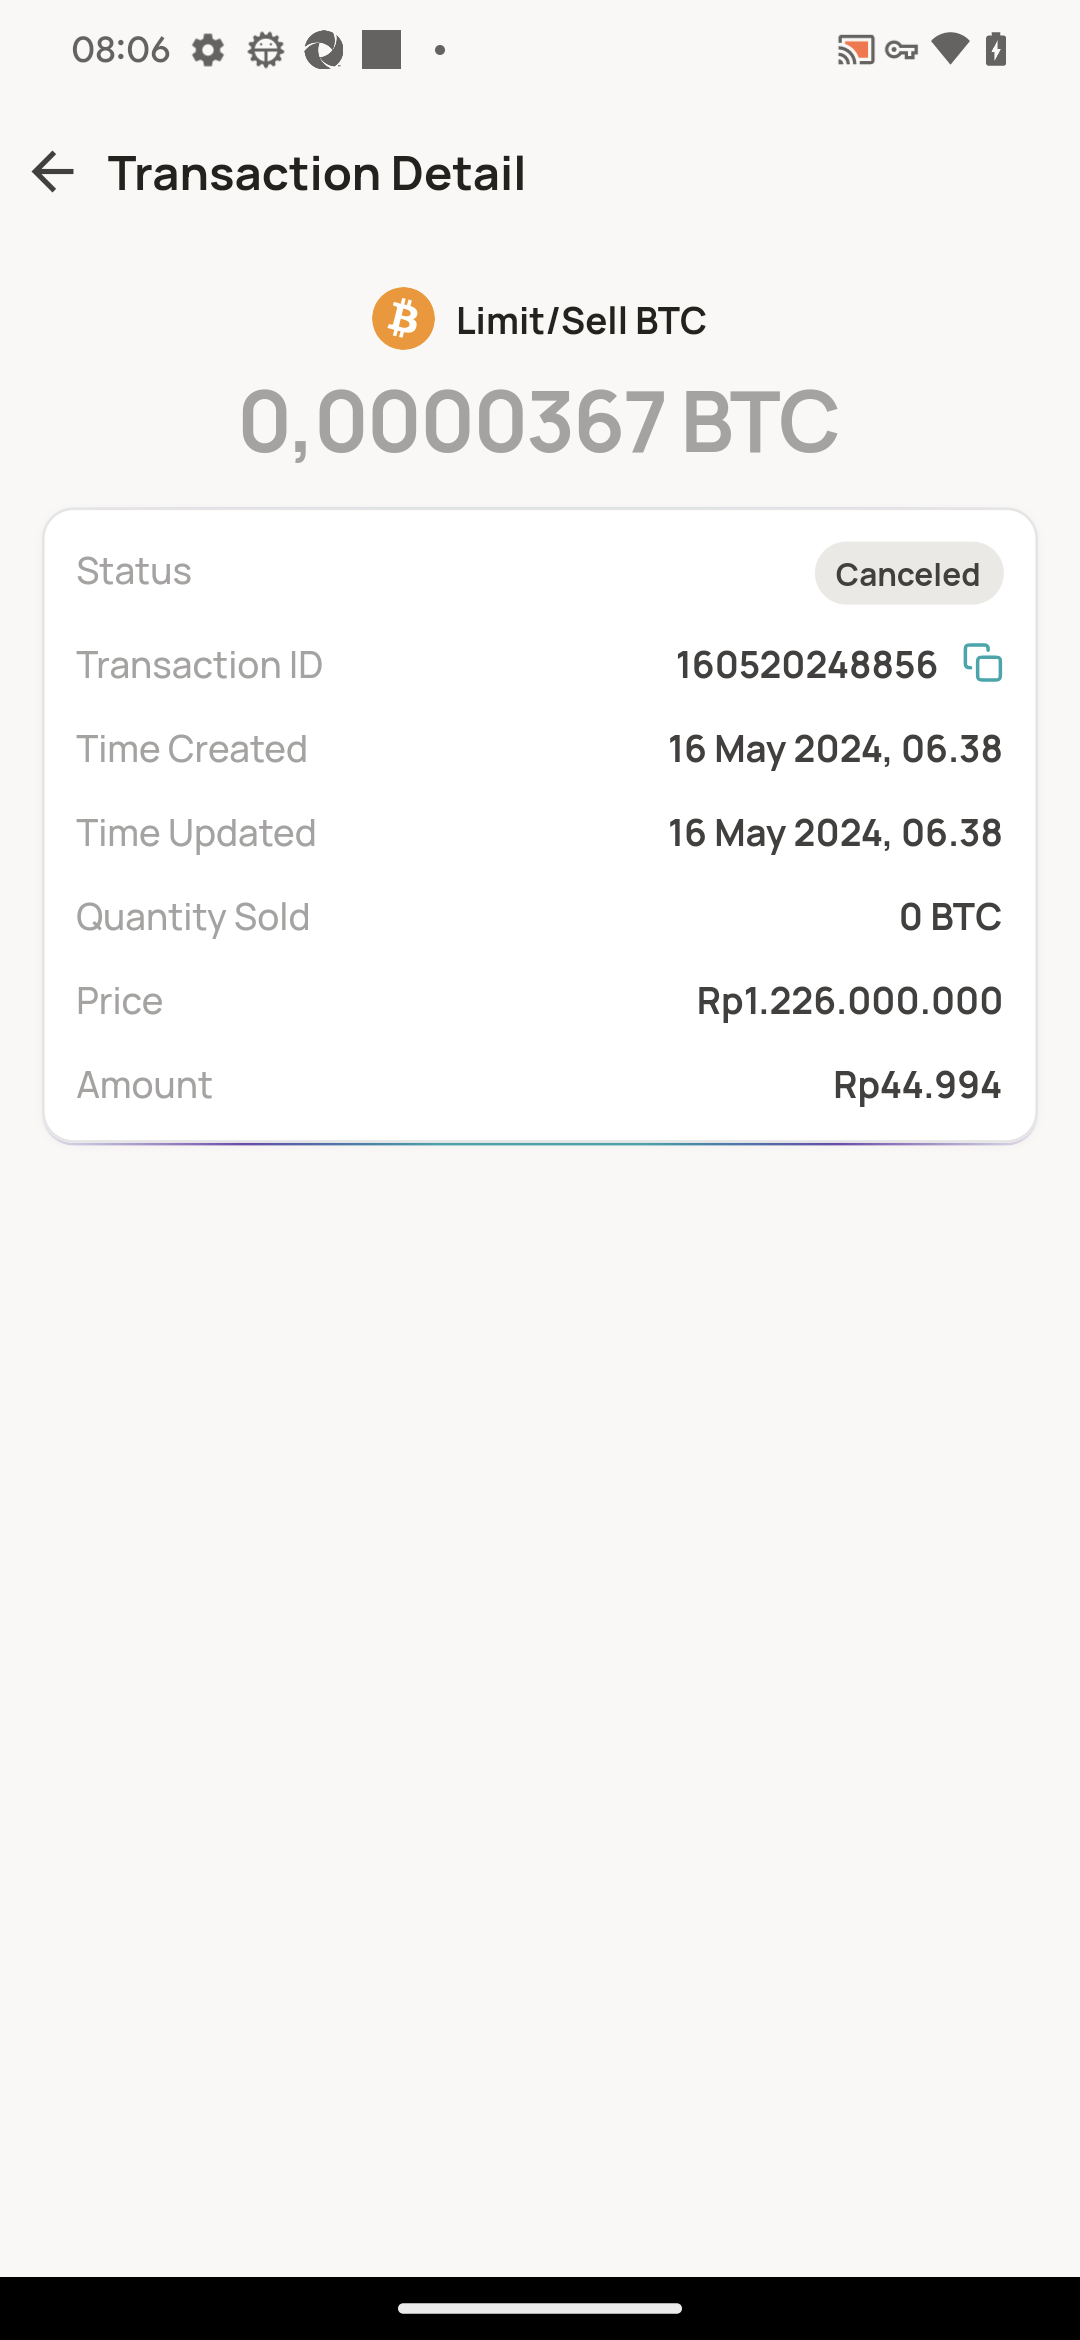 08:06
Transaction Detail
Limit/Sell BTC
0,0000367 BTC
Status Canceled
Transaction ID 160520248856
Time Created 16 May 2024, 06.38
Time Updated 16 May 2024, 06.38
Quantity Sold 0 BTC
Price Rp1.226.000.000
Amount Rp44.994